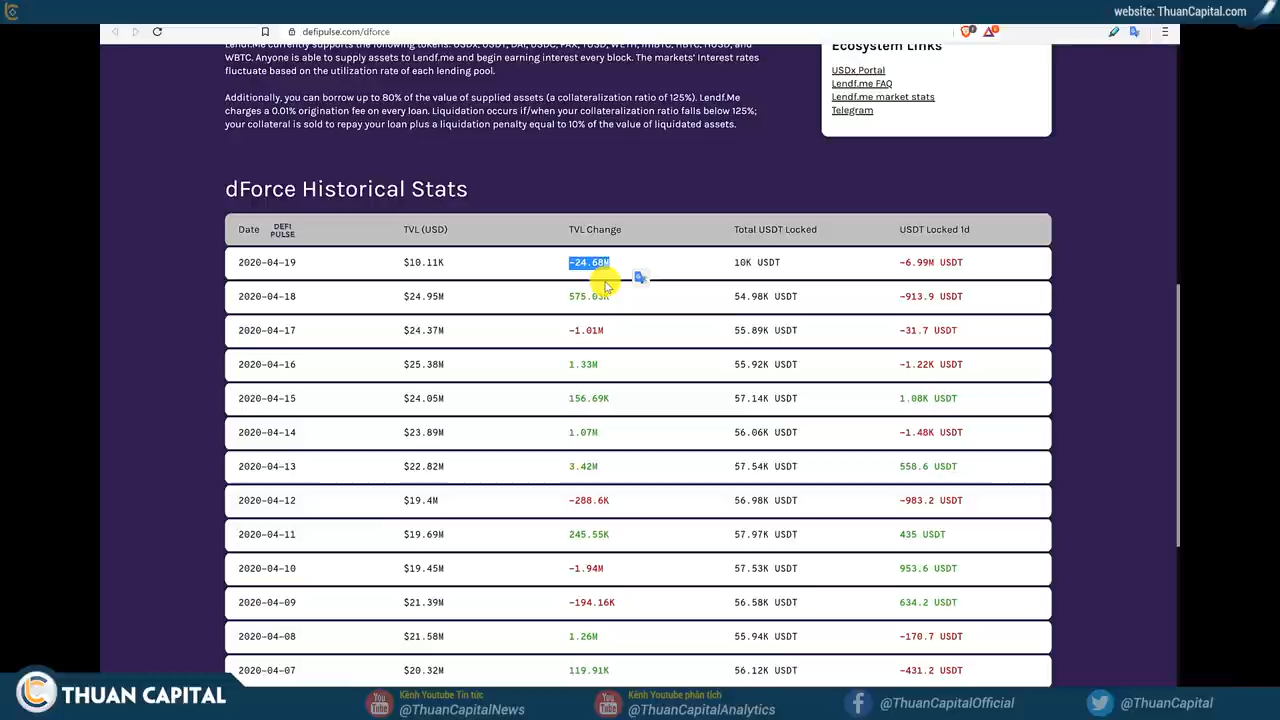 website: ThuanCapital.com
defipulse.com/dforce
Lendf.Me currently supports the following tokens: USDx, USDT, DAI, USDC, PAX, TUSD, WETH, imBTC, HBTC, HUSD, and
WBTC. Anyone is able to supply assets to Lendf.me and begin earning interest every block. The markets' Interest rates
fluctuate based on the utilization rate of each lending pool.
Additionally, you can borrow up to 80% of the value of supplied assets (a collateralization ratio of 125%). Lendf.Me
charges a 0.01% origination fee on every loan. Liquidation occurs if/when your collateralization ratio falls below 125%;
your collateral is sold to repay your loan plus a liquidation penalty equal to 10% of the value of liquidated assets.
Ecosystem Links
USDx Portal
Lendf.me FAQ
Lendf.me market stats
Telegram
dForce Historical Stats
Date DEFI PULSE TVL (USD) TVL Change Total USDT Locked USDT Locked 1d
2020-04-19 $10.11K -24.68M 10K USDT -6.99M USDT
2020-04-18 $24.95M 575.03K 54.98K USDT -913.9 USDT
2020-04-17 $24.37M -1.01M 55.89K USDT -31.7 USDT
2020-04-16 $25.38M 1.33M 55.92K USDT -1.22K USDT
2020-04-15 $24.05M 156.69K 57.14K USDT 1.08K USDT
2020-04-14 $23.89M 1.07M 56.06K USDT -1.48K USDT
2020-04-13 $22.82M 3.42M 57.54K USDT 558.6 USDT
2020-04-12 $19.4M -288.6K 56.98K USDT -983.2 USDT
2020-04-11 $19.69M 245.55K 57.97K USDT 435 USDT
2020-04-10 $19.45M -1.94M 57.53K USDT 953.6 USDT
2020-04-09 $21.39M -194.16K 56.58K USDT 634.2 USDT
2020-04-08 $21.58M 1.26M 55.94K USDT -170.7 USDT
2020-04-07 $20.32M 119.91K 56.12K USDT -431.2 USDT
THUAN CAPITAL
You Tube
Kênh Youtube Tin tức
@ThuanCapitalNews
You Tube
Kênh Youtube phân tích
@ThuanCapitalAnalytics
@ThuanCapitalOfficial
@ThuanCapital